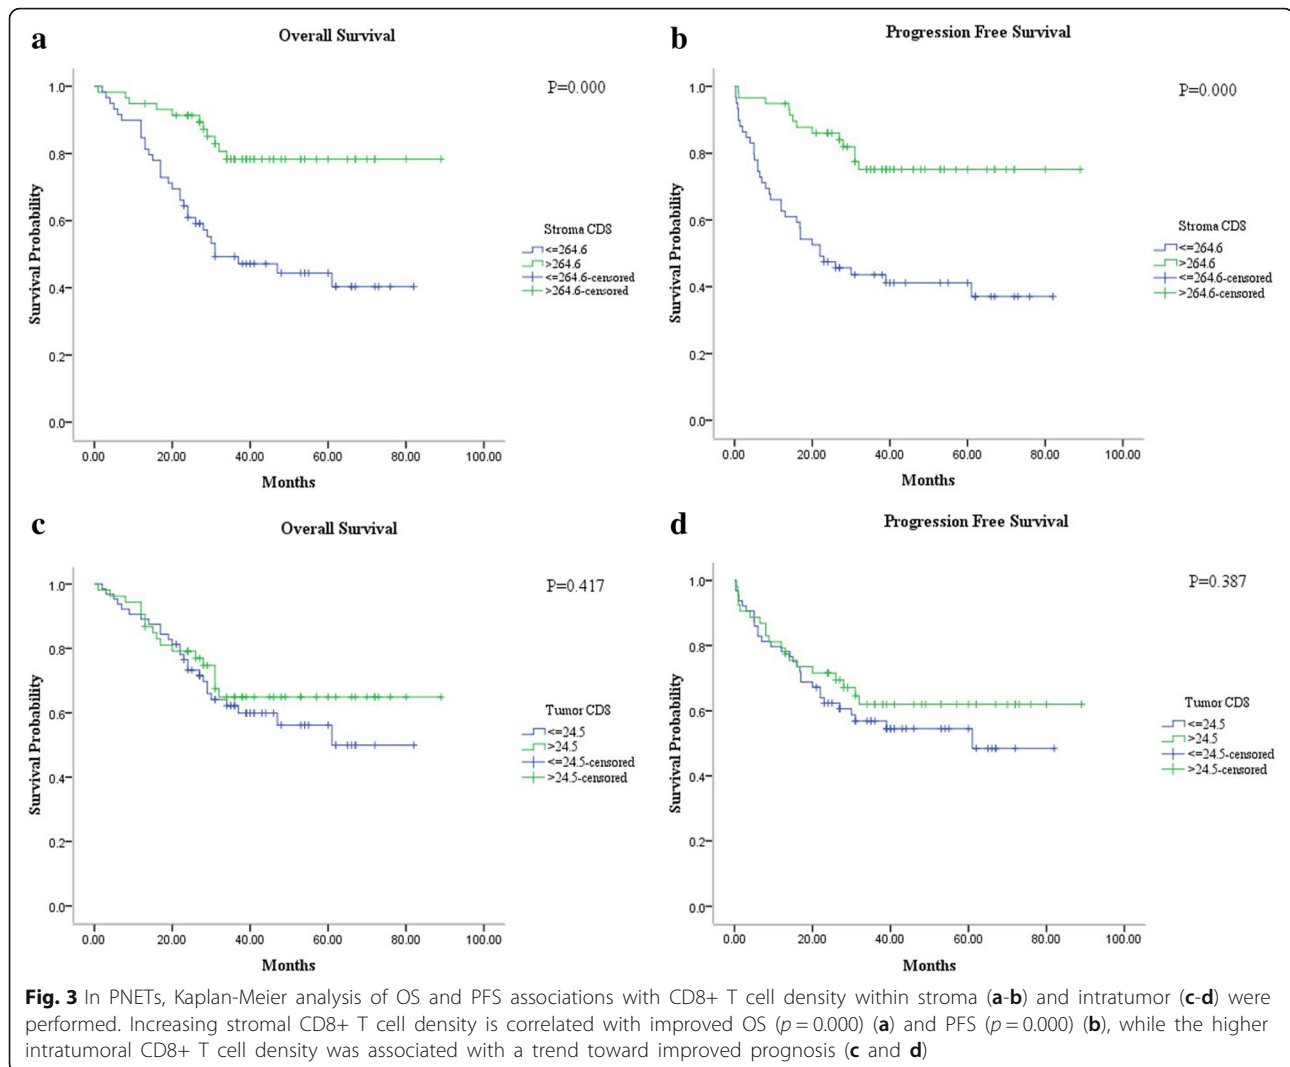 a
Overall Survival
P=0.000
Survival Probability
1.0
0.8
0.6
0.4
0.2
0.0
0.00 20.00 40.00 60.00 80.00 100.00
Months
Stroma CD8
<=264.6
>264.6
<=264.6-censored
>264.6-censored
b
Progression Free Survival
P=0.000
Survival Probability
1.0
0.8
0.6
0.4
0.2
0.0
0.00 20.00 40.00 60.00 80.00 100.00
Months
Stroma CD8
<=264.6
>264.6
<=264.6-censored
>264.6-censored
c
Overall Survival
P=0.417
Survival Probability
1.0
0.8
0.6
0.4
0.2
0.0
0.00 20.00 40.00 60.00 80.00 100.00
Months
Tumor CD8
<=24.5
>24.5
<=24.5-censored
>24.5-censored
d
Progression Free Survival
P=0.387
Survival Probability
1.0
0.8
0.6
0.4
0.2
0.0
0.00 20.00 40.00 60.00 80.00 100.00
Months
Tumor CD8
<=24.5
>24.5
<=24.5-censored
>24.5-censored
Fig. 3 In PNETs, Kaplan-Meier analysis of OS and PFS associations with CD8+ T cell density within stroma (a-b) and intratumor (c-d) were
performed. Increasing stromal CD8+ T cell density is correlated with improved OS (p = 0.000) (a) and PFS (p = 0.000) (b), while the higher
intratumoral CD8+ T cell density was associated with a trend toward improved prognosis (c and d)